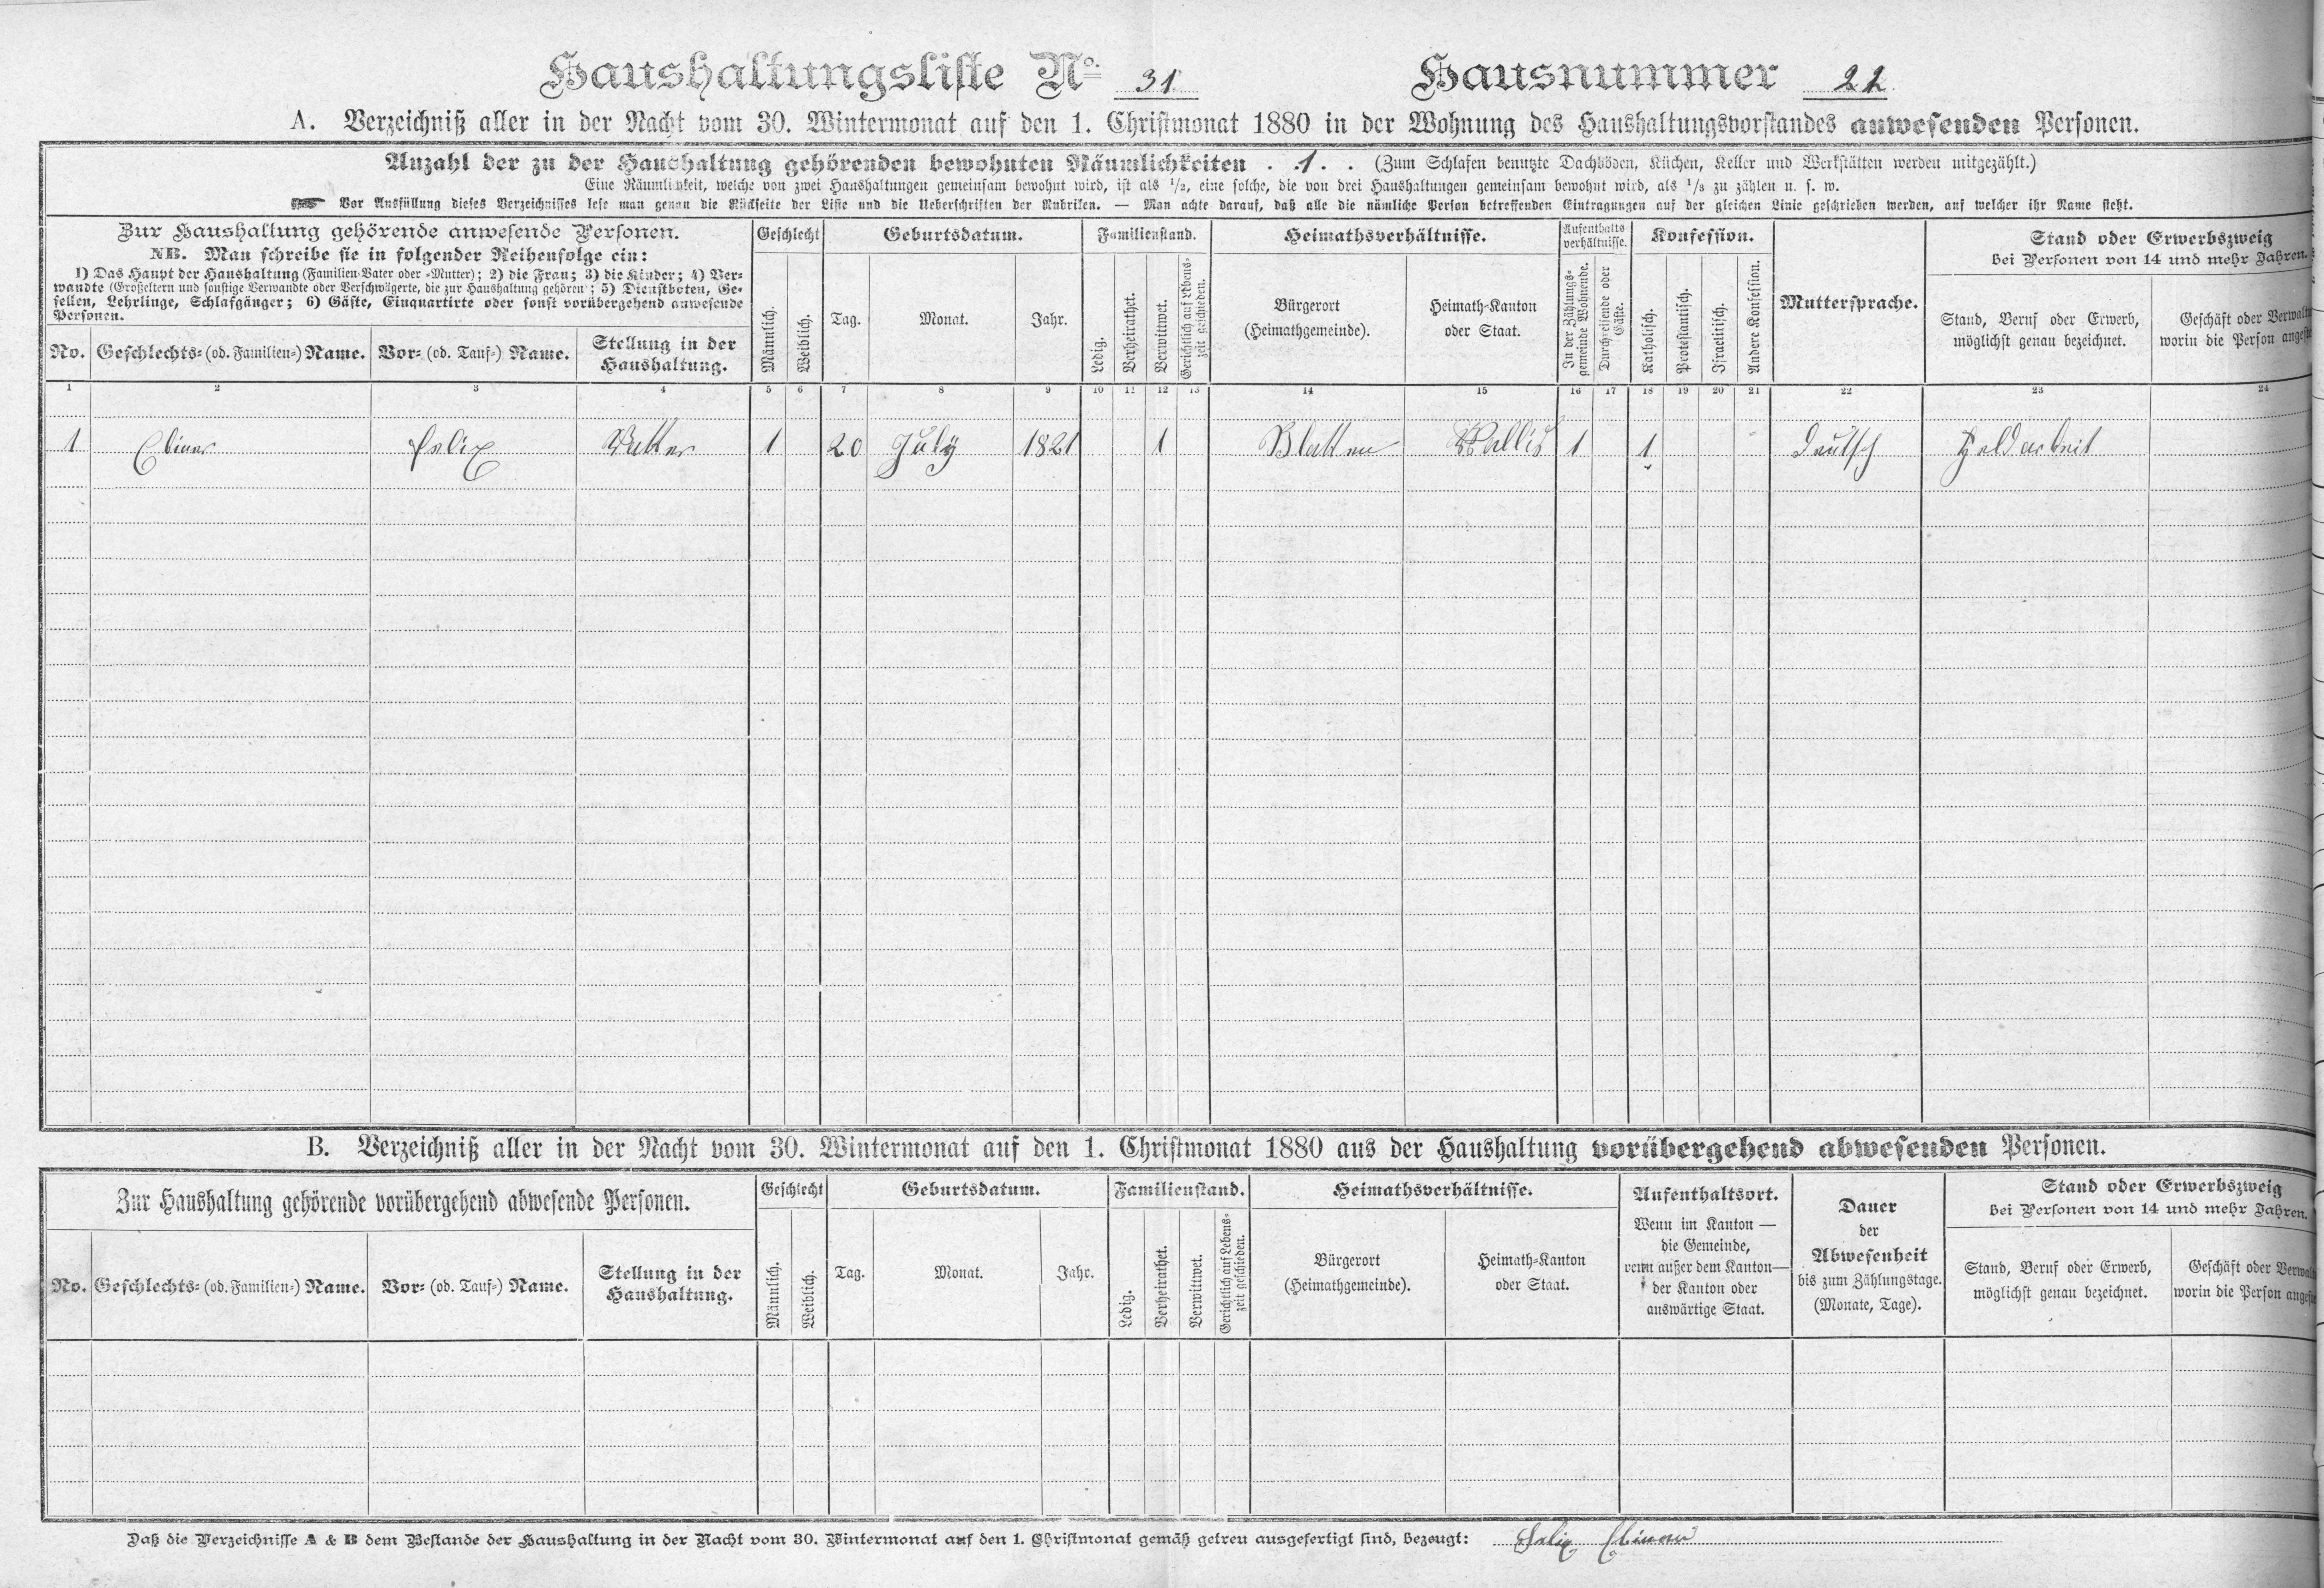 Haushaltungsliste No. 31 Hausnummer 22
A. Verzeichniß aller in der Nacht vom 30. Wintermonat auf den 1. Christmonat 1880 in der Wohnung des Haushaltungsvorstandes anwesenden Personen.
Anzahl der zu der Haushaltung gehörenden bewohnten Räumlichkeiten . 1 . . (Zum Schlafen benutzte Dachböden, Küchen, Keller und Werkstätten werden mitgezählt.)
Eine Räumlichkeit, welche von zwei Haushaltungen gemeinsam bewohnt wird, ist als 1/2, eine solche, die von drei Haushaltungen gemeinsam bewohnt wird, als 1/3 zu zählen u. s. w.
Vor Ausfüllung dieses Verzeichnisses lese man genau die Rückseite der Liste und die Ueberschriften der Rubriken. — Man achte darauf, daß alle die nämliche Person betreffenden Eintragungen auf der gleichen Linie geschrieben werden, auf welcher ihr Name steht.
Zur Haushaltung gehörende anwesende Personen.
NB. Man schreibe sie in folgender Reihenfolge ein:
1) Das Haupt der Haushaltung (Familien-Vater oder -Mutter); 2) die Frau; 3) die Kinder; 4) Ver-
wandte (Großeltern und sonstige Verwandte oder Verschwägerte, die zur Haushaltung gehören); 5) Dienstboten, Ge-
sellen, Lehrlinge, Schlafgänger; 6) Gäste, Einquartirte oder sonst vorübergehend anwesende
Personen.
No. Geschlechts- (od. Familien-) Name. Vor- (od. Tauf-) Name. Stellung in der
Haushaltung.
Geschlecht
Männlich. Weiblich.
Geburtsdatum.
Tag. Monat. Jahr.
Familienstand.
Ledig. Verheirathet. Verwittwet. Gerichtlich auf Lebens-
zeit geschieden.
Heimathsverhältnisse.
Bürgerort
(Heimathgemeinde).
Heimath-Kanton
oder Staat.
Aufenthalts
verhältnisse.
In der Zählungs-
gemeinde Wohnende.
Durchreisende oder
Gäste.
Konfession.
Katholisch. Protestantisch. Israelitisch. Andere Konfession.
Muttersprache.
Stand oder Erwerbszweig
bei Personen von 14 und mehr Jahren.
Stand, Beruf oder Erwerb,
möglichst genau bezeichnet.
Geschäft oder
worin die Person
1 2 3 4 5 6 7 8 9 10 11 12 13 14 15 16 17 18 19 20 21 22 23 24
1 Ebiner Felix Vatter 1 20 July 1821 1 Blatten Wallis 1 1 deutsch Feldarbeit
B. Verzeichniß aller in der Nacht vom 30. Wintermonat auf den 1. Christmonat 1880 aus der Haushaltung vorübergehend abwesenden Personen.
Zur Haushaltung gehörende vorübergehend abwesende Personen.
No. Geschlechts- (od. Familien-) Name. Vor- (od. Tauf-) Name. Stellung in der
Haushaltung.
Geschlecht
Männlich. Weiblich.
Geburtsdatum.
Tag. Monat. Jahr.
Familienstand.
Ledig. Verheirathet. Verwittwet. Gerichtlich auf Lebens-
zeit geschieden.
Heimathsverhältnisse.
Bürgerort
(Heimathgemeinde).
Heimath-Kanton
oder Staat.
Aufenthaltsort.
Wenn im Kanton —
die Gemeinde,
wenn außer dem Kanton—
der Kanton oder
auswärtige Staat.
Dauer
der
Abwesenheit
bis zum Zählungstage.
(Monate, Tage).
Stand oder Erwerbszweig
bei Personen von 14 und mehr Jahren.
Stand, Beruf oder Erwerb,
möglichst genau bezeichnet.
Geschäft oder
worin die Person
Daß die Verzeichnisse A & B dem Bestande der Haushaltung in der Nacht vom 30. Wintermonat auf den 1. Christmonat gemäß getreu ausgefertigt sind, bezeugt: Felix Ebiner